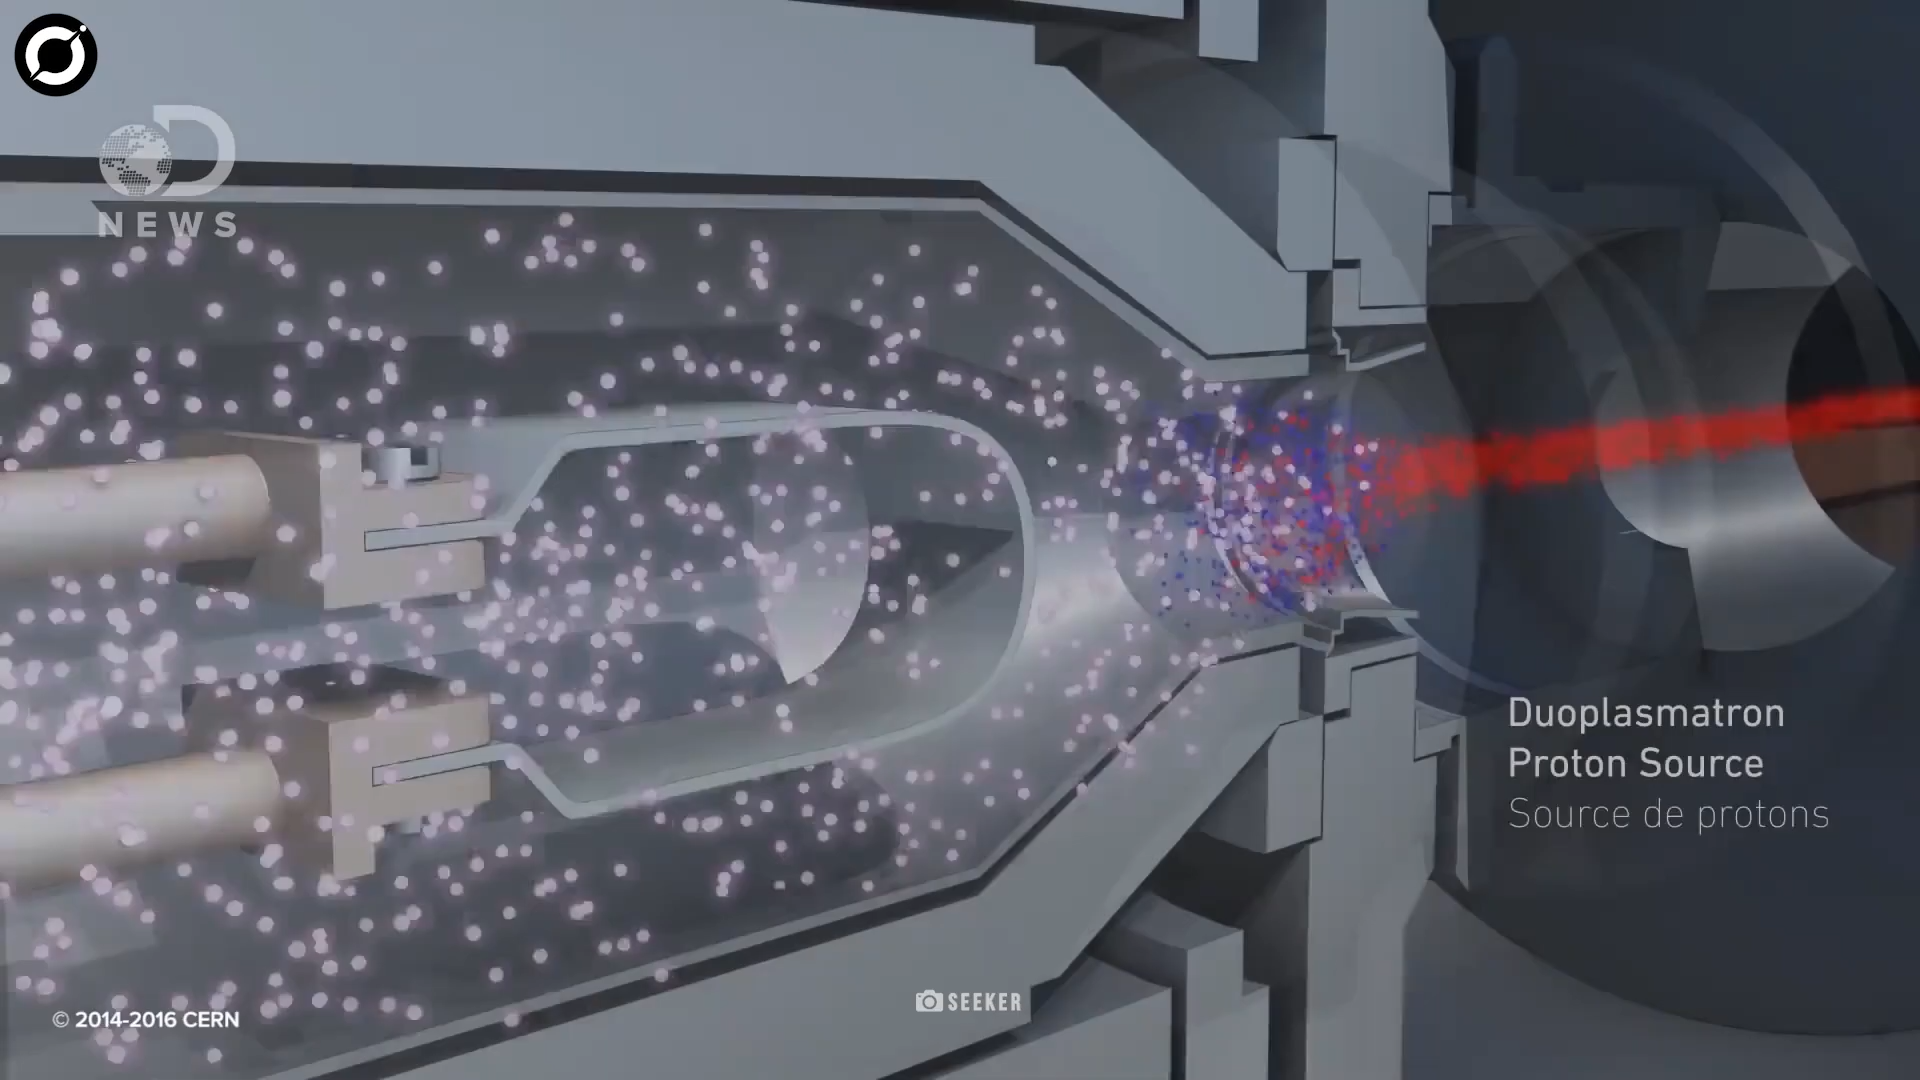 NEWS
Duoplasmatron
Proton Source
Source de protons
© 2014-2016 CERN
SEEKER